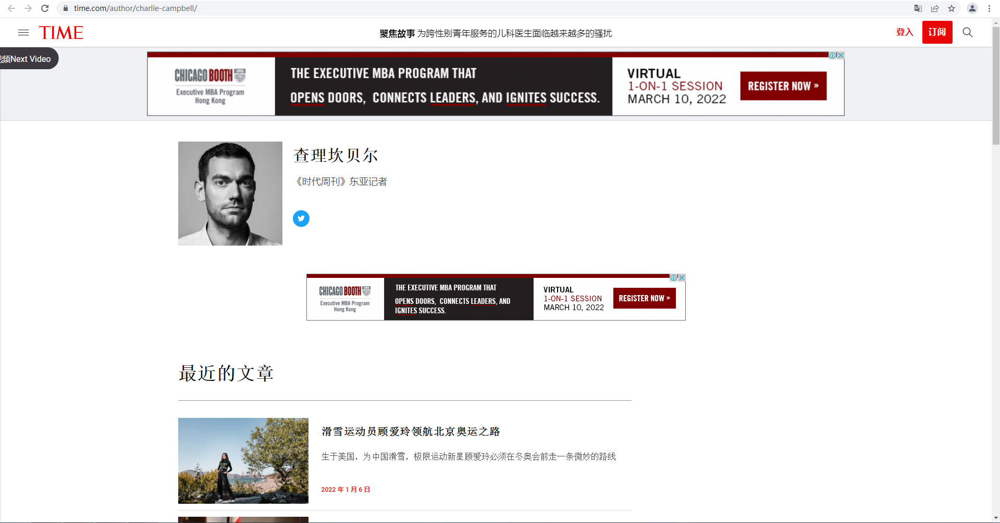 time.com/author/charlie-campbell/
TIME
聚焦故事 为跨性别青年服务的儿科医生面临越来越多的骚扰
登入
订阅
频Next Video
CHICAGO BOOTH
Executive MBA Program
Hong Kong
THE EXECUTIVE MBA PROGRAM THAT
OPENS DOORS, CONNECTS LEADERS, AND IGNITES SUCCESS.
VIRTUAL
1-ON-1 SESSION
MARCH 10, 2022
REGISTER NOW »
查理坎贝尔
《时代周刊》东亚记者
CHICAGO BOOTH
Executive MBA Program
Hong Kong
THE EXECUTIVE MBA PROGRAM THAT
OPENS DOORS, CONNECTS LEADERS, AND
IGNITES SUCCESS.
VIRTUAL
1-ON-1 SESSION
MARCH 10, 2022
REGISTER NOW »
最近的文章
滑雪运动员顾爱玲领航北京奥运之路
生于美国，为中国滑雪，极限运动新星顾爱玲必须在冬奥会前走一条微妙的路线
2022 年 1 月 6 日